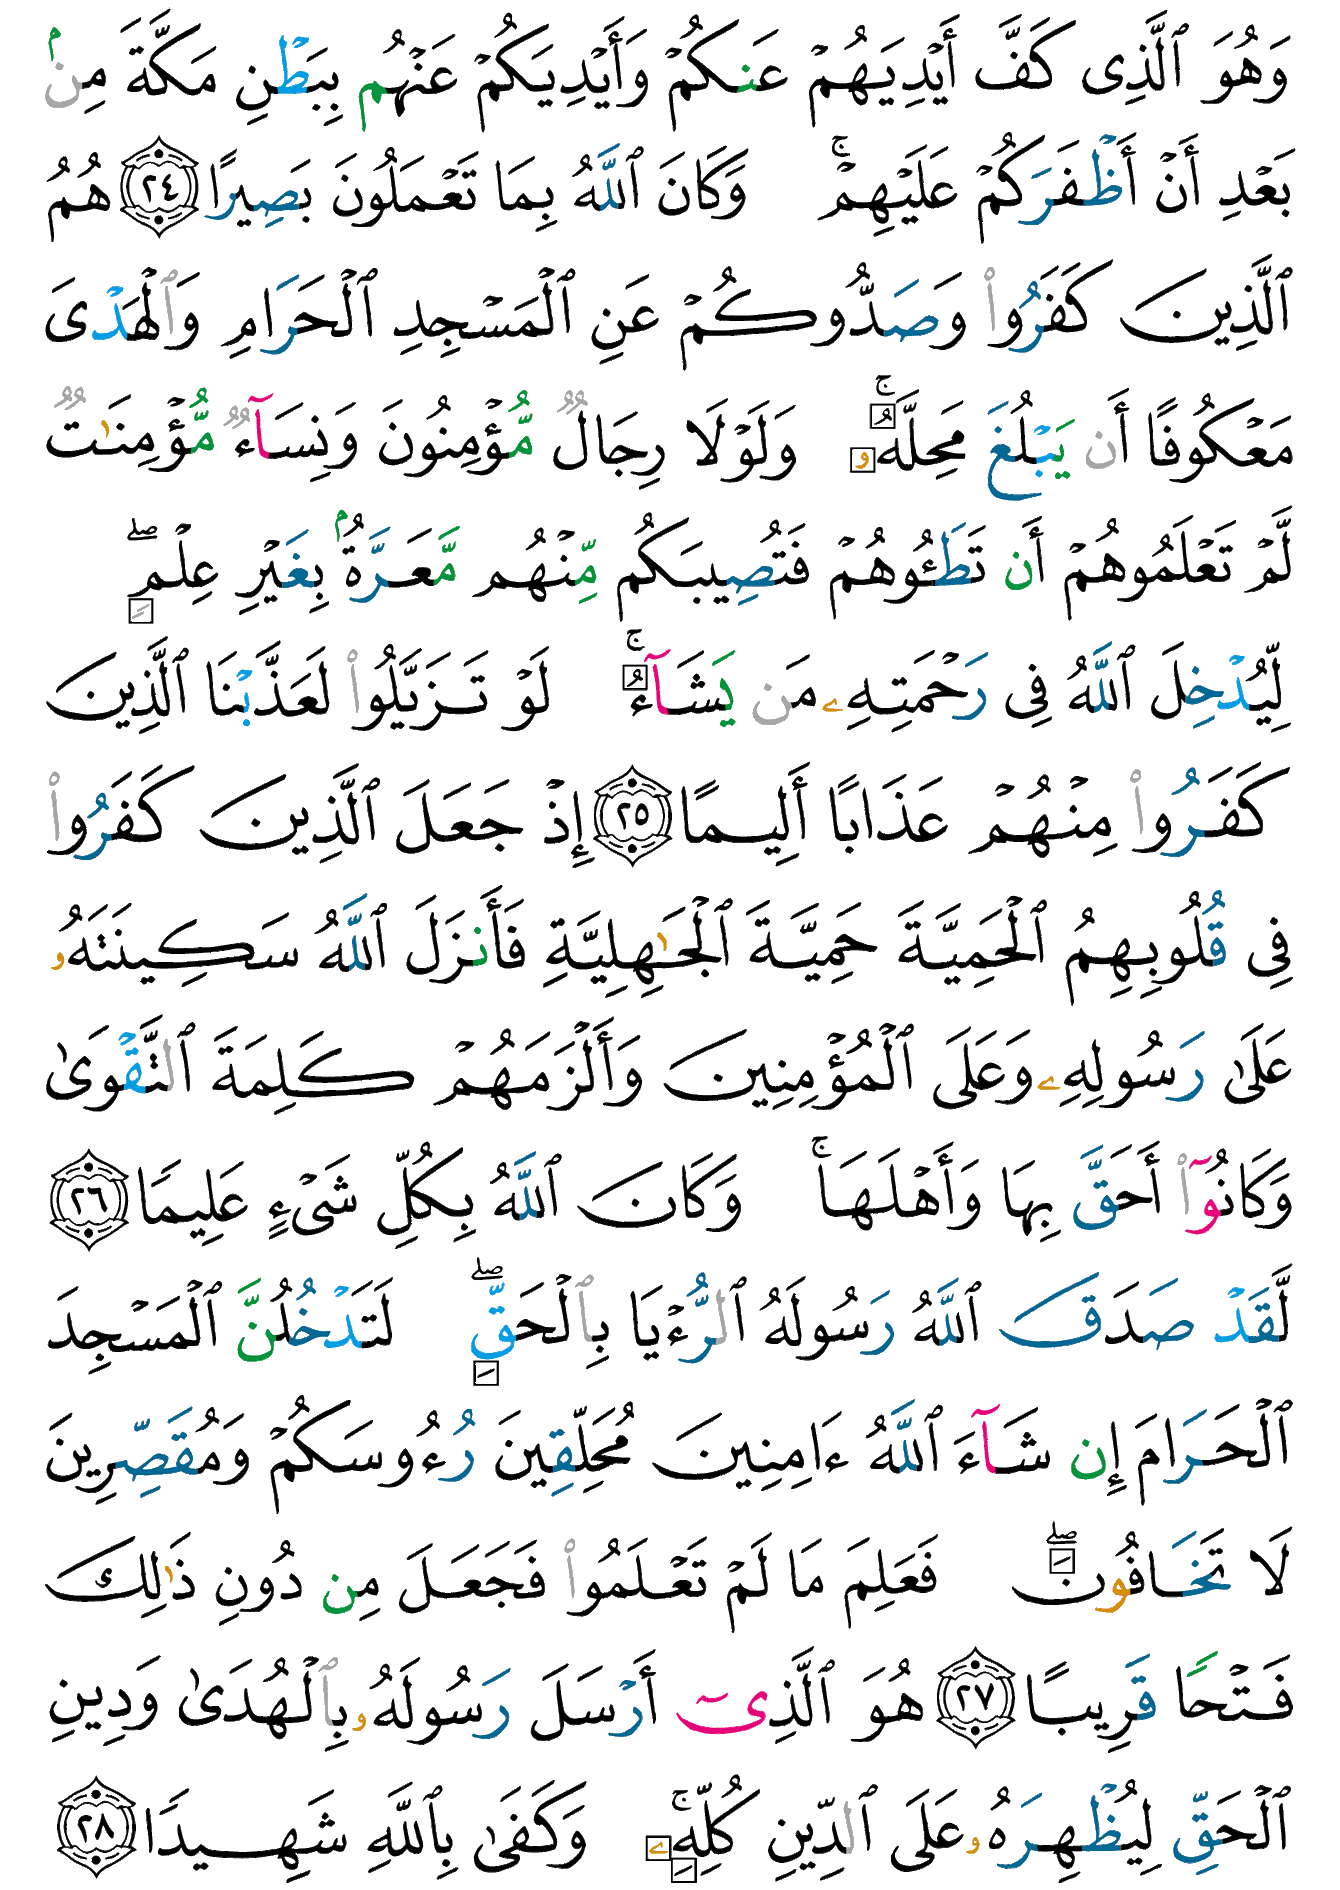 وَهُوَ ٱلَّذِى كَفَّ أَيْدِيَهُمْ عَنكُمْ وَأَيْدِيَكُمْ عَنْهُم بِبَطْنِ مَكَّةَ مِنۢ
بَعْدِ أَنْ أَظْفَرَكُمْ عَلَيْهِمْ ۚ وَكَانَ ٱللَّهُ بِمَا تَعْمَلُونَ بَصِيرًا ٢٤ هُمُ
ٱلَّذِينَ كَفَرُوا۟ وَصَدُّوكُمْ عَنِ ٱلْمَسْجِدِ ٱلْحَرَامِ وَٱلْهَدْىَ
مَعْكُوفًا أَن يَبْلُغَ مَحِلَّهُۥ ۚ وَلَوْلَا رِجَالٌ مُّؤْمِنُونَ وَنِسَآءٌ مُّؤْمِنَـٰتٌ
لَّمْ تَعْلَمُوهُمْ أَن تَطَـُٔوهُمْ فَتُصِيبَكُم مِّنْهُم مَّعَرَّةٌۢ بِغَيْرِ عِلْمٍ ۖ
لِّيُدْخِلَ ٱللَّهُ فِى رَحْمَتِهِۦ مَن يَشَآءُ ۚ لَوْ تَزَيَّلُوا۟ لَعَذَّبْنَا ٱلَّذِينَ
كَفَرُوا۟ مِنْهُمْ عَذَابًا أَلِيمًا ٢٥ إِذْ جَعَلَ ٱلَّذِينَ كَفَرُوا۟
فِى قُلُوبِهِمُ ٱلْحَمِيَّةَ حَمِيَّةَ ٱلْجَـٰهِلِيَّةِ فَأَنزَلَ ٱللَّهُ سَكِينَتَهُۥ
عَلَىٰ رَسُولِهِۦ وَعَلَى ٱلْمُؤْمِنِينَ وَأَلْزَمَهُمْ كَلِمَةَ ٱلتَّقْوَىٰ
وَكَانُوٓا۟ أَحَقَّ بِهَا وَأَهْلَهَا ۚ وَكَانَ ٱللَّهُ بِكُلِّ شَىْءٍ عَلِيمًا ٢٦
لَّقَدْ صَدَقَ ٱللَّهُ رَسُولَهُ ٱلرُّءْيَا بِٱلْحَقِّ ۖ لَتَدْخُلُنَّ ٱلْمَسْجِدَ
ٱلْحَرَامَ إِن شَآءَ ٱللَّهُ ءَامِنِينَ مُحَلِّقِينَ رُءُوسَكُمْ وَمُقَصِّرِينَ
لَا تَخَافُونَ ۖ فَعَلِمَ مَا لَمْ تَعْلَمُوا۟ فَجَعَلَ مِن دُونِ ذَٰلِكَ
فَتْحًا قَرِيبًا ٢٧ هُوَ ٱلَّذِىٓ أَرْسَلَ رَسُولَهُۥ بِٱلْهُدَىٰ وَدِينِ
ٱلْحَقِّ لِيُظْهِرَهُۥ عَلَى ٱلدِّينِ كُلِّهِۦ ۚ وَكَفَىٰ بِٱللَّهِ شَهِيدًا ٢٨